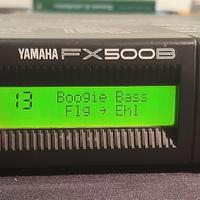 YAMAHA FX500B
13 Boogie Bass
Flg → Ehl